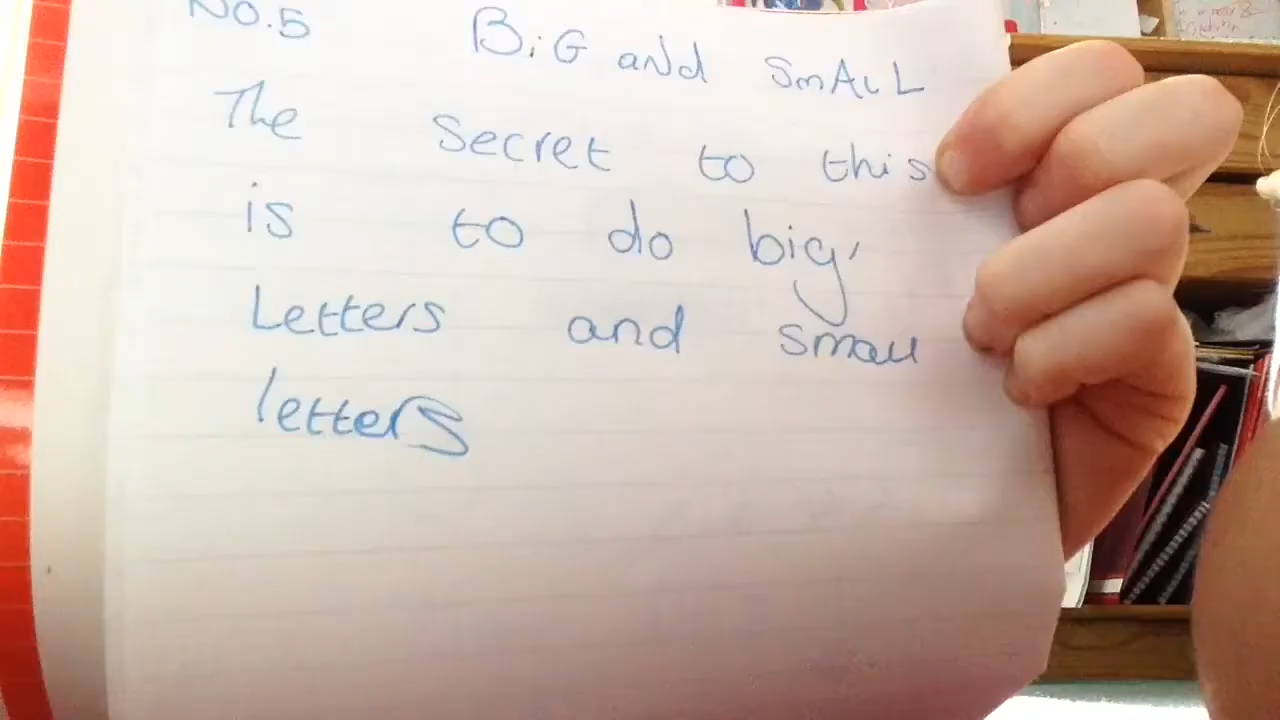 No.5 BiG aNd SmALL
The secret to this
is to do big,
Letters and small
letters